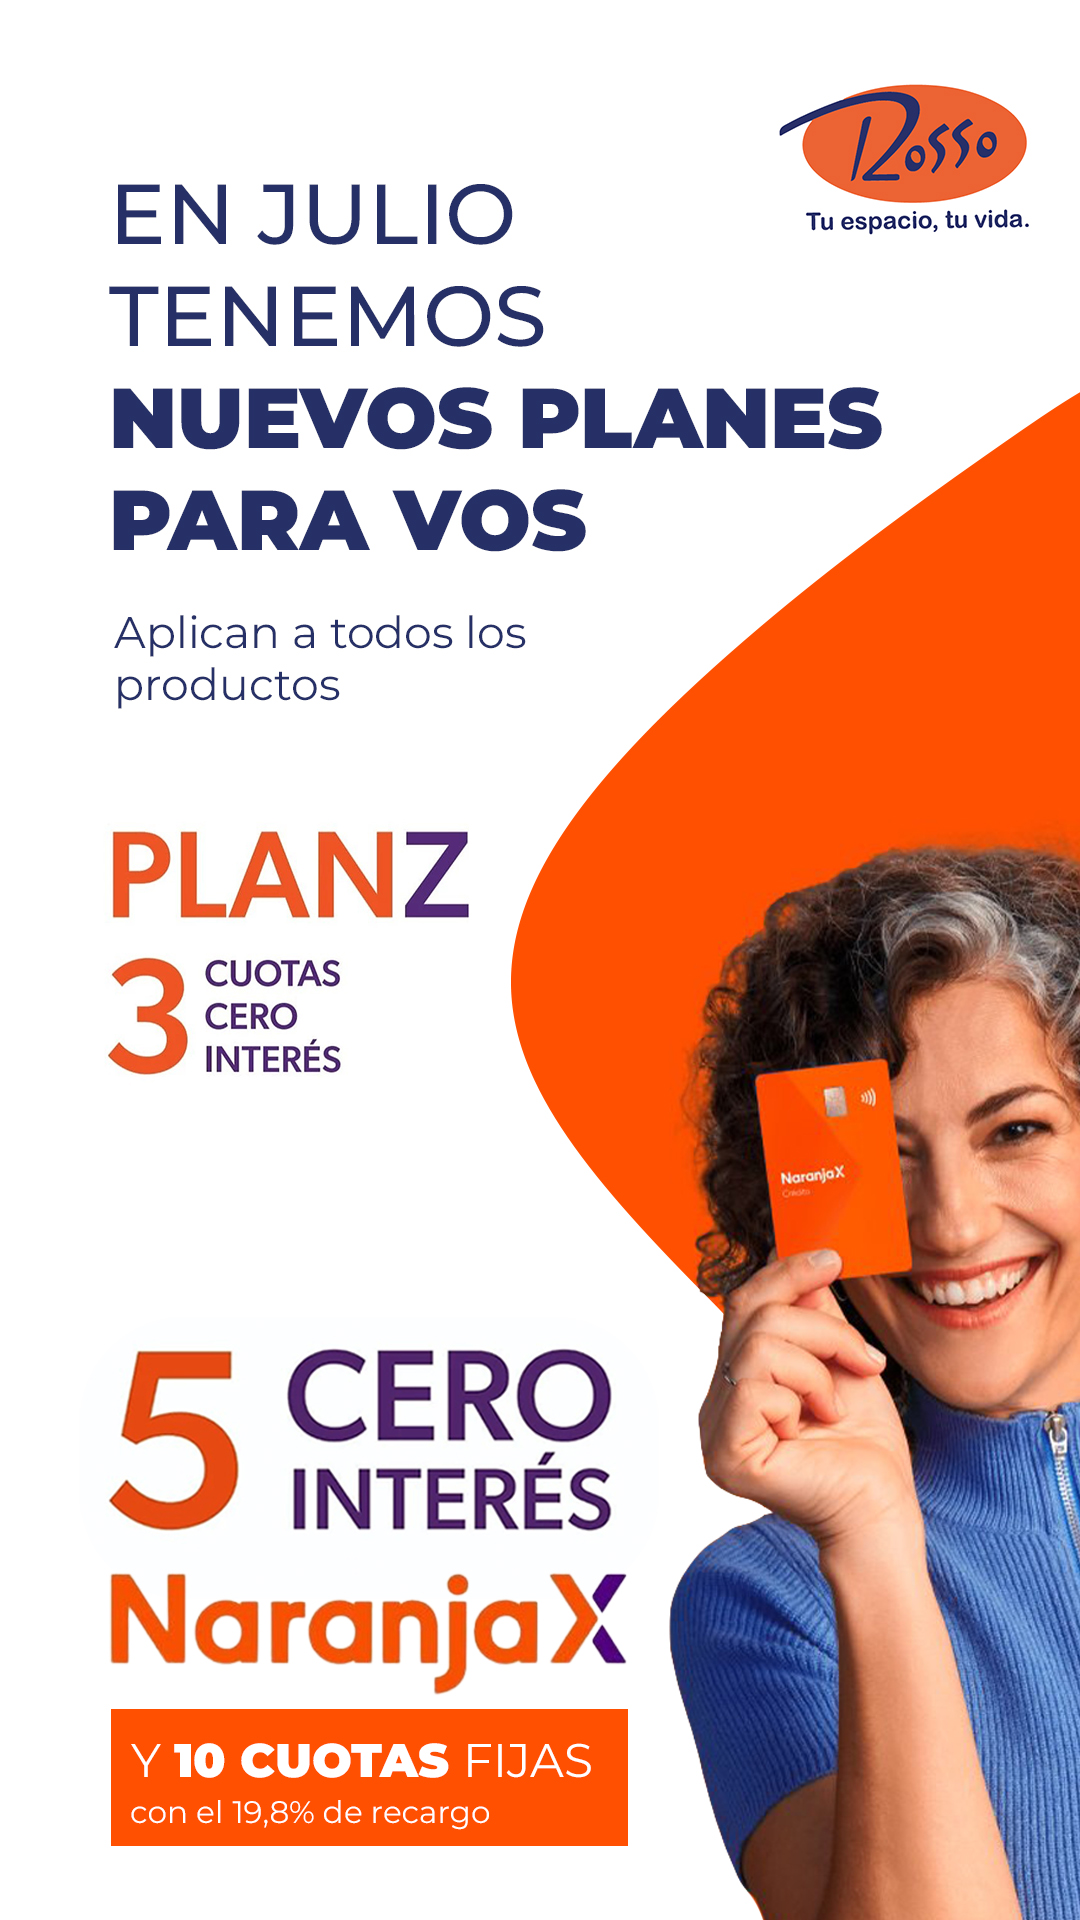 Rosso
Tu espacio, tu vida.
EN JULIO
TENEMOS
NUEVOS PLANES
PARA VOS
Aplican a todos los
productos
PLANZ
3 CUOTAS
CERO
INTERÉS
NaranjaX
Crédito
5 CERO
INTERÉS
NaranjaX
Y 10 CUOTAS FIJAS
con el 19,8% de recargo